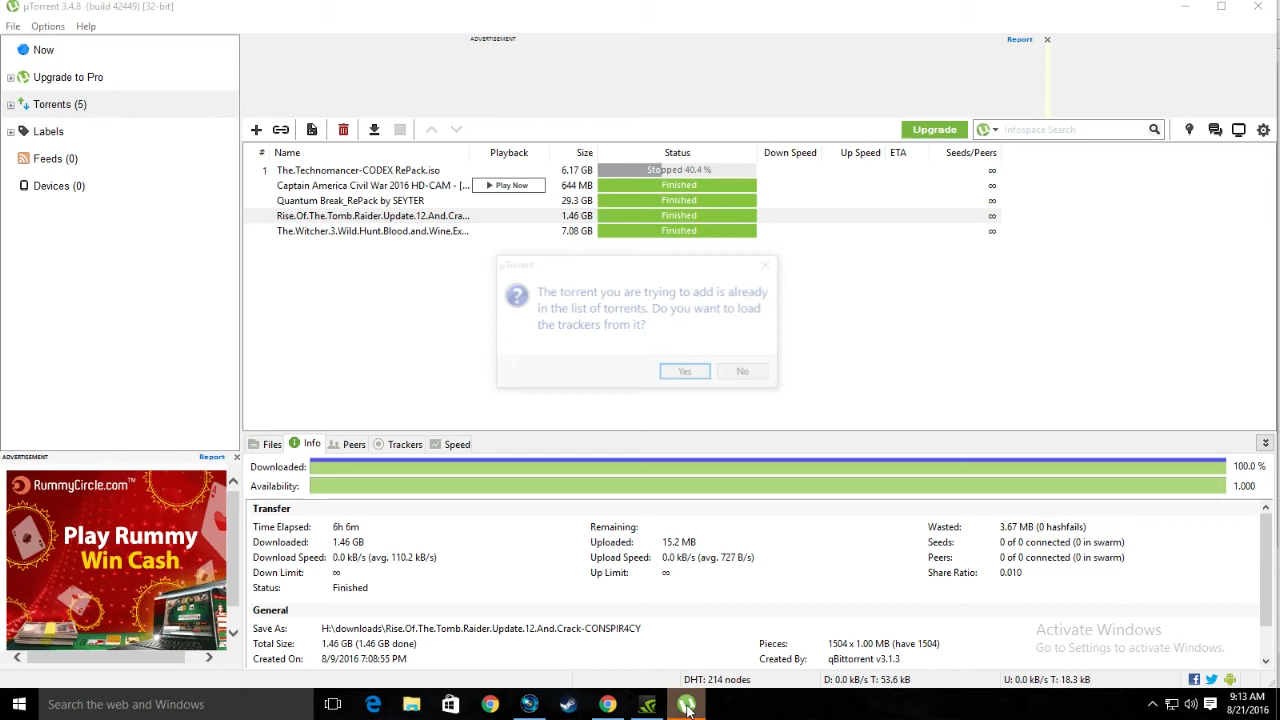 µTorrent 3.4.8 (build 42449) [32-bit]
File Options Help
Now
Upgrade to Pro
Torrents (5)
Labels
Feeds (0)
Devices (0)
ADVERTISEMENT Report
Upgrade Infospace Search
# Name Playback Size Status Down Speed Up Speed ETA Seeds/Peers
1 The.Technomancer-CODEX RePack.iso 6.17 GB Stopped 40.4 % ∞
Captain America Civil War 2016 HD-CAM - [... Play Now 644 MB Finished ∞
Quantum Break_RePack by SEYTER 29.3 GB Finished ∞
Rise.Of.The.Tomb.Raider.Update.12.And.Cra... 1.46 GB Finished ∞
The.Witcher.3.Wild.Hunt.Blood.and.Wine.Ex... 7.08 GB Finished ∞
µTorrent
The torrent you are trying to add is already
in the list of torrents. Do you want to load
the trackers from it?
Yes No
Files Info Peers Trackers Speed
Downloaded: 100.0 %
Availability: 1.000
Transfer
Time Elapsed: 6h 6m Remaining: Wasted: 3.67 MB (0 hashfails)
Downloaded: 1.46 GB Uploaded: 15.2 MB Seeds: 0 of 0 connected (0 in swarm)
Download Speed: 0.0 kB/s (avg. 110.2 kB/s) Upload Speed: 0.0 kB/s (avg. 727 B/s) Peers: 0 of 0 connected (0 in swarm)
Down Limit: ∞ Up Limit: ∞ Share Ratio: 0.010
Status: Finished
General
Save As: H:\downloads\Rise.Of.The.Tomb.Raider.Update.12.And.Crack-CONSPIR4CY
Total Size: 1.46 GB (1.46 GB done) Pieces: 1504 x 1.00 MB (have 1504)
Created On: 8/9/2016 7:08:55 PM Created By: qBittorrent v3.1.3
ADVERTISEMENT Report
RummyCircle.com™
Play Rummy
Win Cash
Activate Windows
Go to Settings to activate Windows.
DHT: 214 nodes D: 0.0 kB/s T: 53.6 kB U: 0.0 kB/s T: 18.3 kB
Search the web and Windows
9:13 AM
8/21/2016